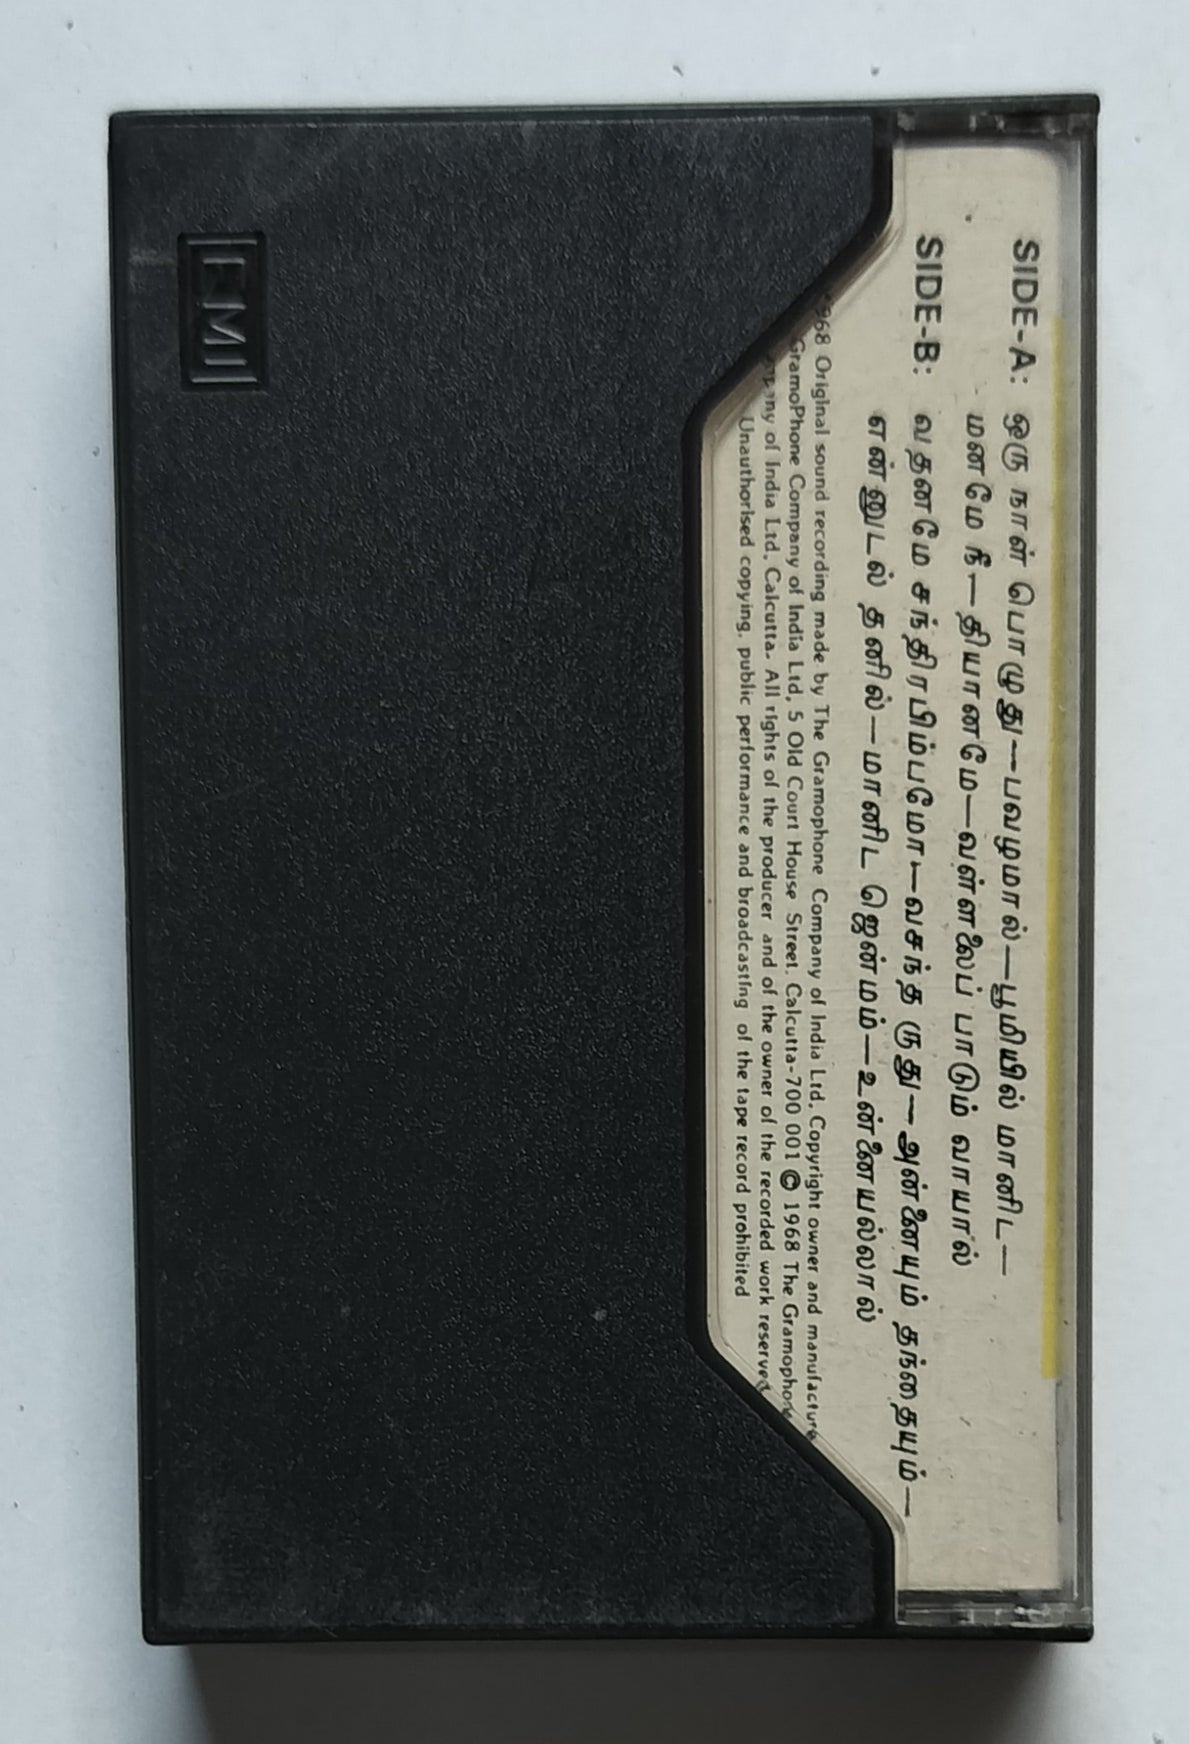 SIDE-A: ஒரு நாள் பொழுது—பவழமால்—பூமியில் மானிட—
மனமே நீ—தியானமே—வள்ளலைப் பாடும் வாயால்
SIDE-B: வதனமே சந்திரபிம்பமோ—வசந்த ருது—அன்னையும் தந்தையும்—
என்னுடல் தனில்—மானிட ஜென்மம்—உன்னையல்லால்
1968 Original sound recording made by The Gramophone Company of India Ltd, Copyright owner and manufacture
GramoPhone Company of India Ltd, 5 Old Court House Street. Calcutta-700 001 © 1968 The Gramophone
mpany of India Ltd, Calcutta. All rights of the producer and of the owner of the recorded work reserved
Unauthorised copying, public performance and broadcasting of the tape record prohibited
EMI